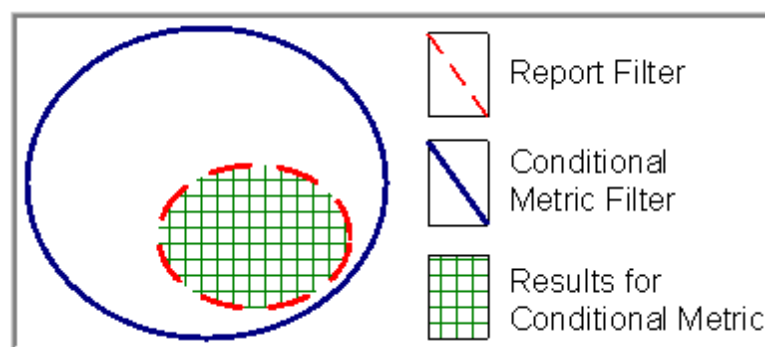 Report Filter
Conditional
Metric Filter
Results for
Conditional Metric